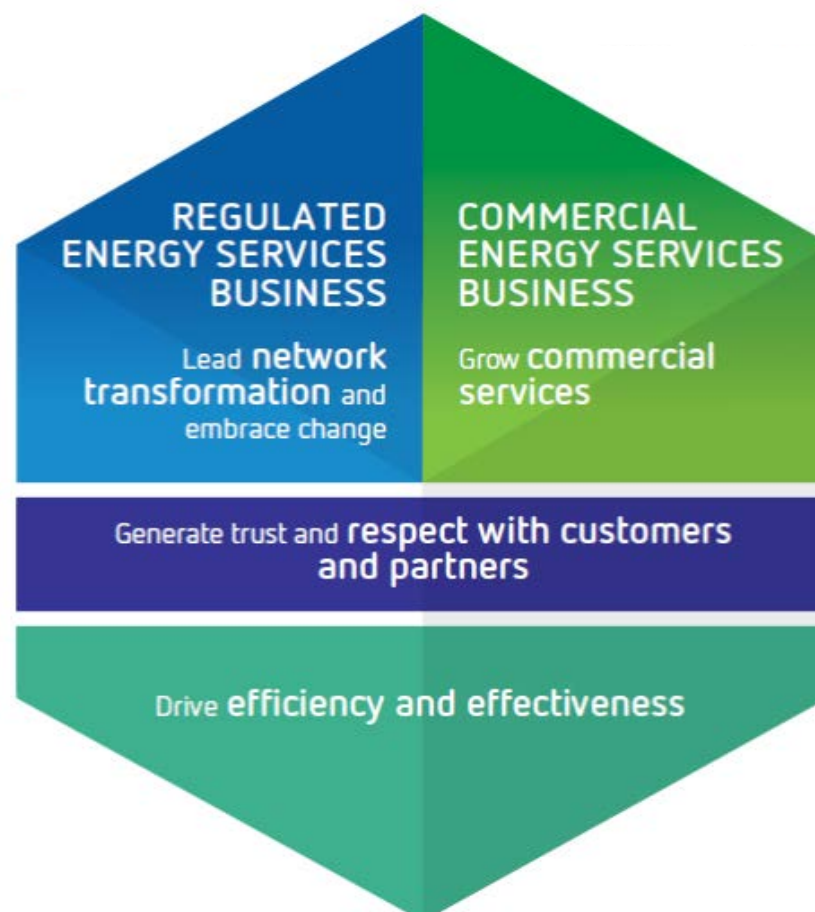 REGULATED
ENERGY SERVICES
BUSINESS
Lead network
transformation and
embrace change
COMMERCIAL
ENERGY SERVICES
BUSINESS
Grow commercial
services
Generate trust and respect with customers
and partners
Drive efficiency and effectiveness